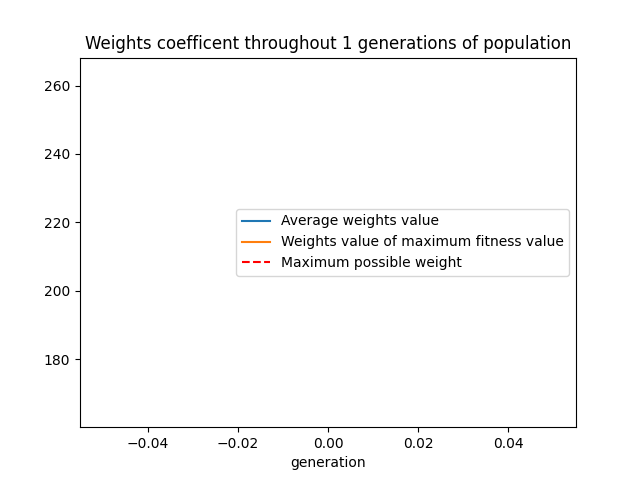 Weights coefficent throughout 1 generations of population
260
240
220
200
180
Average weights value
Weights value of maximum fitness value
Maximum possible weight
−0.04 −0.02 0.00 0.02 0.04
generation